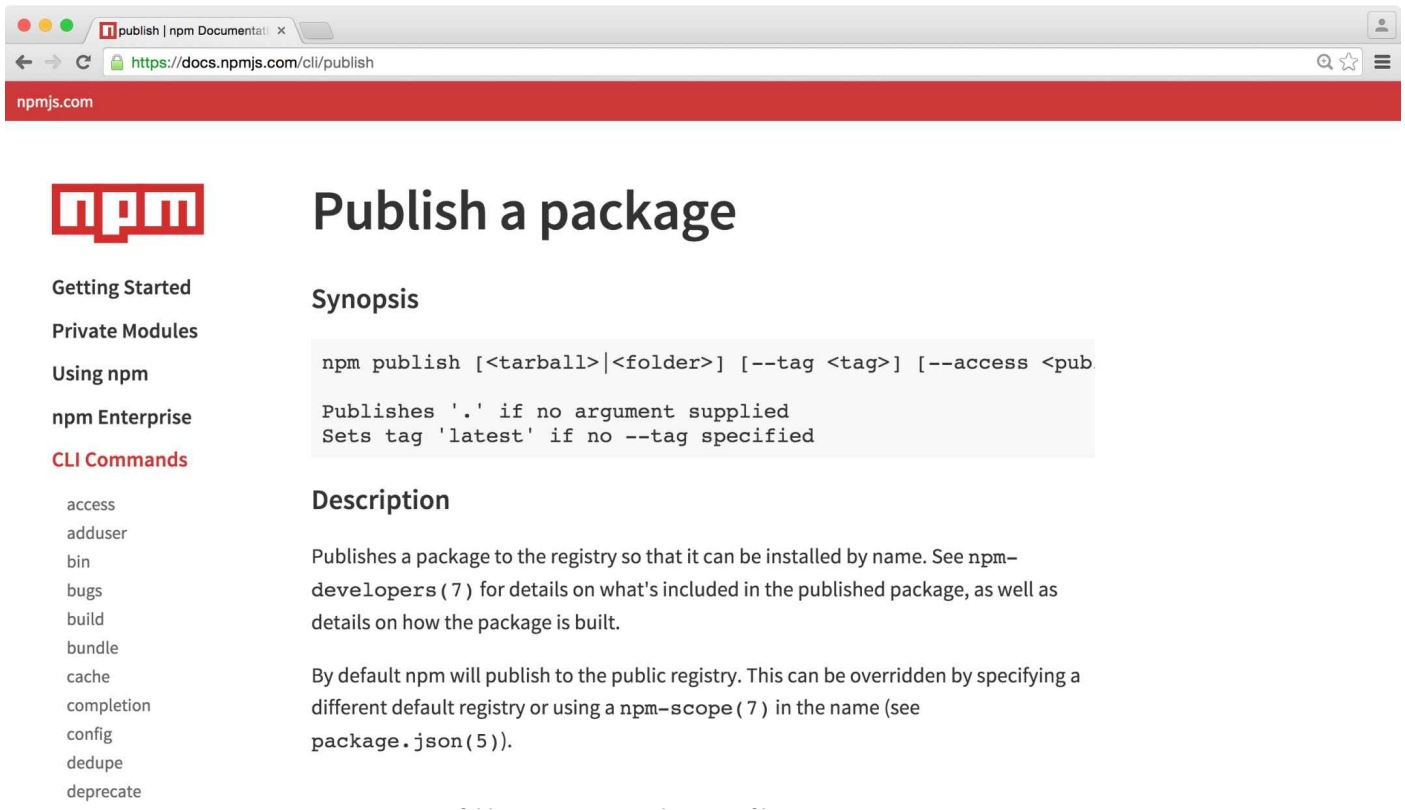 publish | npm Documentati
https://docs.npmjs.com/cli/publish
npmjs.com
npm
Getting Started
Private Modules
Using npm
npm Enterprise
CLI Commands
access
adduser
bin
bugs
build
bundle
cache
completion
config
dedupe
deprecate
Publish a package
Synopsis
npm publish [<tarball>|<folder>] [--tag <tag>] [--access <pub
Publishes '.' if no argument supplied
Sets tag 'latest' if no --tag specified
Description
Publishes a package to the registry so that it can be installed by name. See npm-
developers(7) for details on what's included in the published package, as well as
details on how the package is built.
By default npm will publish to the public registry. This can be overridden by specifying a
different default registry or using a npm-scope(7) in the name (see
package.json(5)).